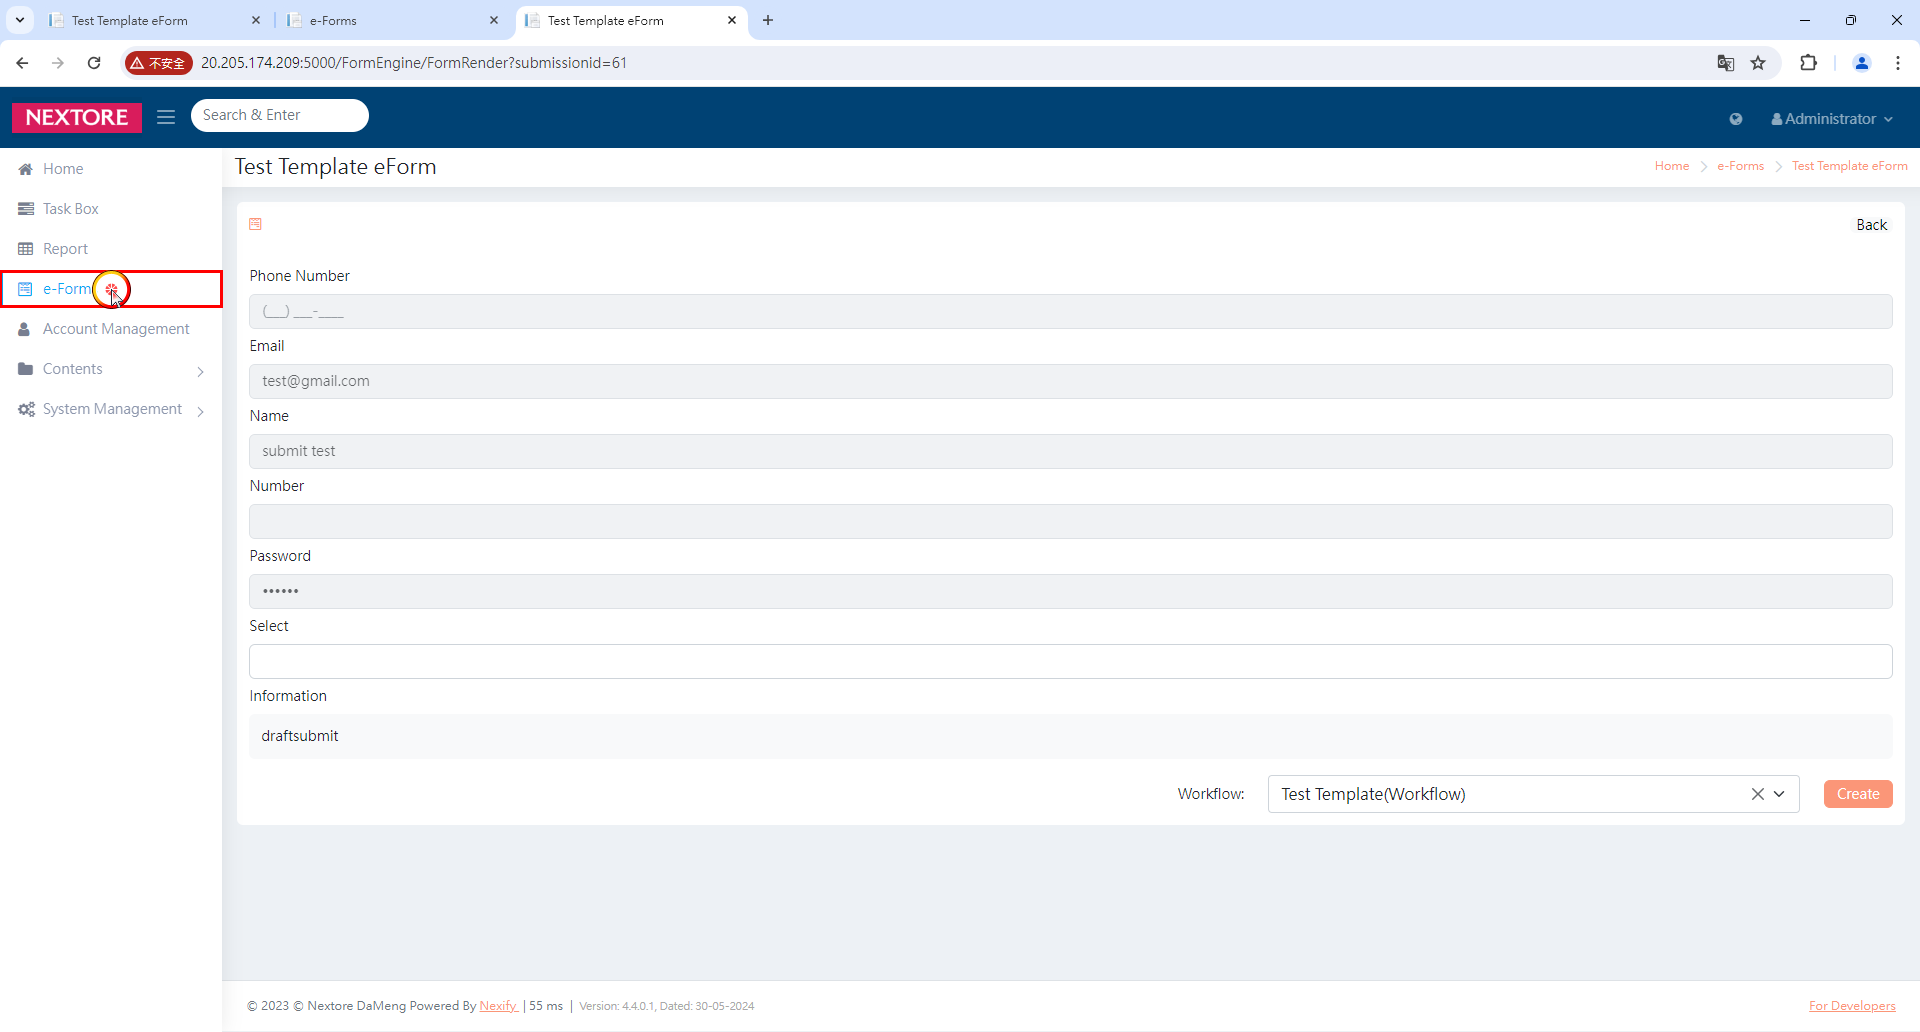 Test Template eForm
e-Forms
Test Template eForm
不安全
20.205.174.209:5000/FormEngine/FormRender?submissionid=61
NEXTORE
Search & Enter
Administrator
Home
Task Box
Report
e-Form
Account Management
Contents
System Management
Test Template eForm
Home
e-Forms
Test Template eForm
Back
Phone Number
(___) ___-____
Email
test@gmail.com
Name
submit test
Number
Password
••••••
Select
Information
draftsubmit
Workflow:
Test Template(Workflow)
Create
© 2023 © Nextore DaMeng Powered By Nexify | 55 ms | Version: 4.4.0.1, Dated: 30-05-2024
For Developers